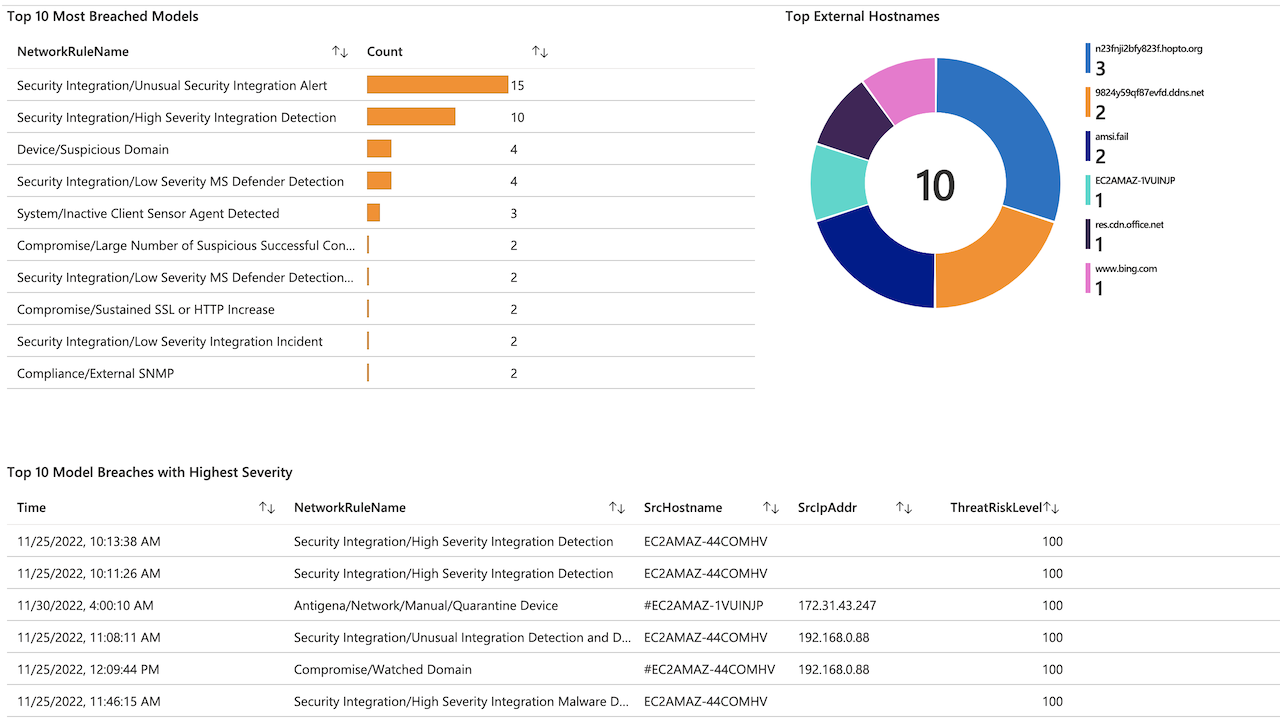 Top 10 Most Breached Models
NetworkRuleName Count
Security Integration/Unusual Security Integration Alert 15
Security Integration/High Severity Integration Detection 10
Device/Suspicious Domain 4
Security Integration/Low Severity MS Defender Detection 4
System/Inactive Client Sensor Agent Detected 3
Compromise/Large Number of Suspicious Successful Con... 2
Security Integration/Low Severity MS Defender Detection... 2
Compromise/Sustained SSL or HTTP Increase 2
Security Integration/Low Severity Integration Incident 2
Compliance/External SNMP 2
Top External Hostnames
10
n23fnji2bfy823f.hopto.org
3
9824y59qf87evfd.ddns.net
2
amsi.fail
2
EC2AMAZ-1VUINJP
1
res.cdn.office.net
1
www.bing.com
1
Top 10 Model Breaches with Highest Severity
Time NetworkRuleName SrcHostname SrcIpAddr ThreatRiskLevel
11/25/2022, 10:13:38 AM Security Integration/High Severity Integration Detection EC2AMAZ-44COMHV 100
11/25/2022, 10:11:26 AM Security Integration/High Severity Integration Detection EC2AMAZ-44COMHV 100
11/30/2022, 4:00:10 AM Antigena/Network/Manual/Quarantine Device #EC2AMAZ-1VUINJP 172.31.43.247 100
11/25/2022, 11:08:11 AM Security Integration/Unusual Integration Detection and D... EC2AMAZ-44COMHV 192.168.0.88 100
11/25/2022, 12:09:44 PM Compromise/Watched Domain #EC2AMAZ-44COMHV 192.168.0.88 100
11/25/2022, 11:46:15 AM Security Integration/High Severity Integration Malware D... EC2AMAZ-44COMHV 100